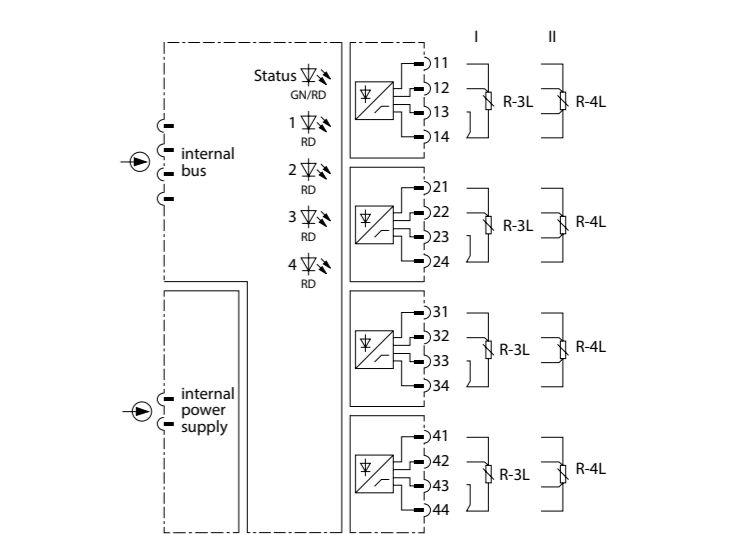 I II
Status
GN/RD
1
RD
2
RD
3
RD
4
RD
internal
bus
internal
power
supply
11
12
13
14
R-3L R-4L
21
22
23
24
R-3L R-4L
31
32
33
34
R-3L R-4L
41
42
43
44
R-3L R-4L